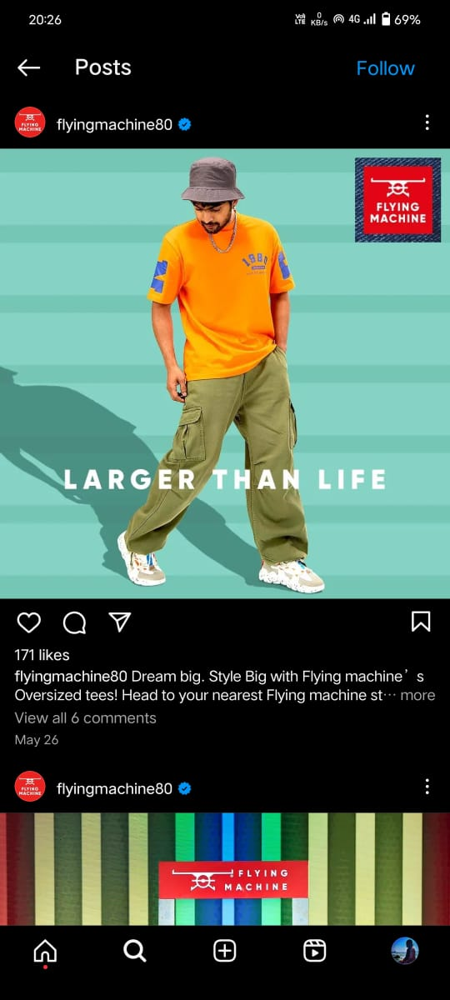 20:26
Vo)) LTE
0 KB/s
4G
69%
Posts
Follow
FLYING MACHINE
flyingmachine80
FLYING
MACHINE
1980
LARGER THAN LIFE
171 likes
flyingmachine80 Dream big. Style Big with Flying machine's
Oversized tees! Head to your nearest Flying machine st··· more
View all 6 comments
May 26
FLYING MACHINE
flyingmachine80
FLYING
MACHINE